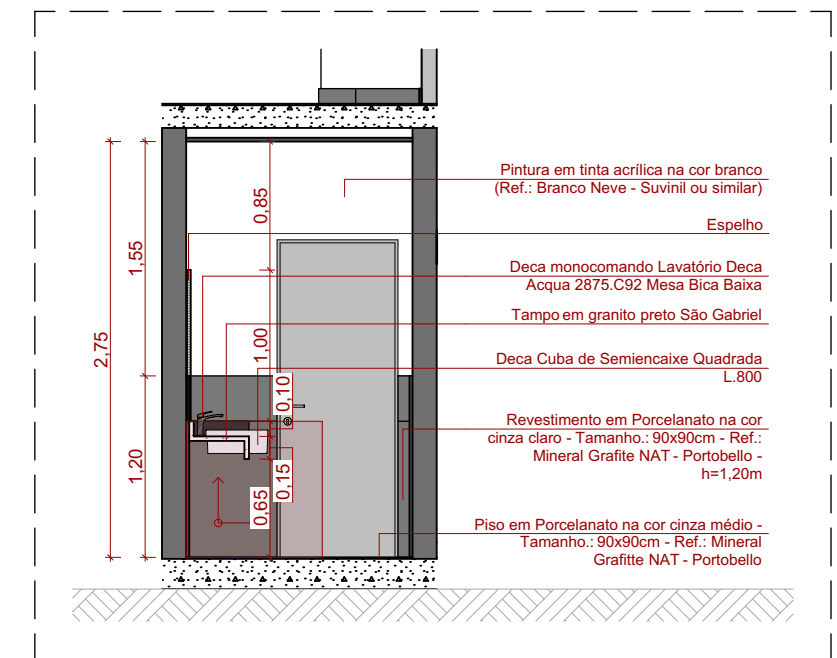 Pintura em tinta acrílica na cor branco
(Ref.: Branco Neve - Suvinil ou similar)
Espelho
Deca monocomando Lavatório Deca
Acqua 2875.C92 Mesa Bica Baixa
Tampo em granito preto São Gabriel
Deca Cuba de Semiencaixe Quadrada
L.800
Revestimento em Porcelanato na cor
cinza claro - Tamanho.: 90x90cm - Ref.:
Mineral Grafite NAT - Portobello -
h=1,20m
Piso em Porcelanato na cor cinza médio -
Tamanho.: 90x90cm - Ref.: Mineral
Grafitte NAT - Portobello
2,75
1,55
1,20
0,85
1,00
0,10
0,15
0,65